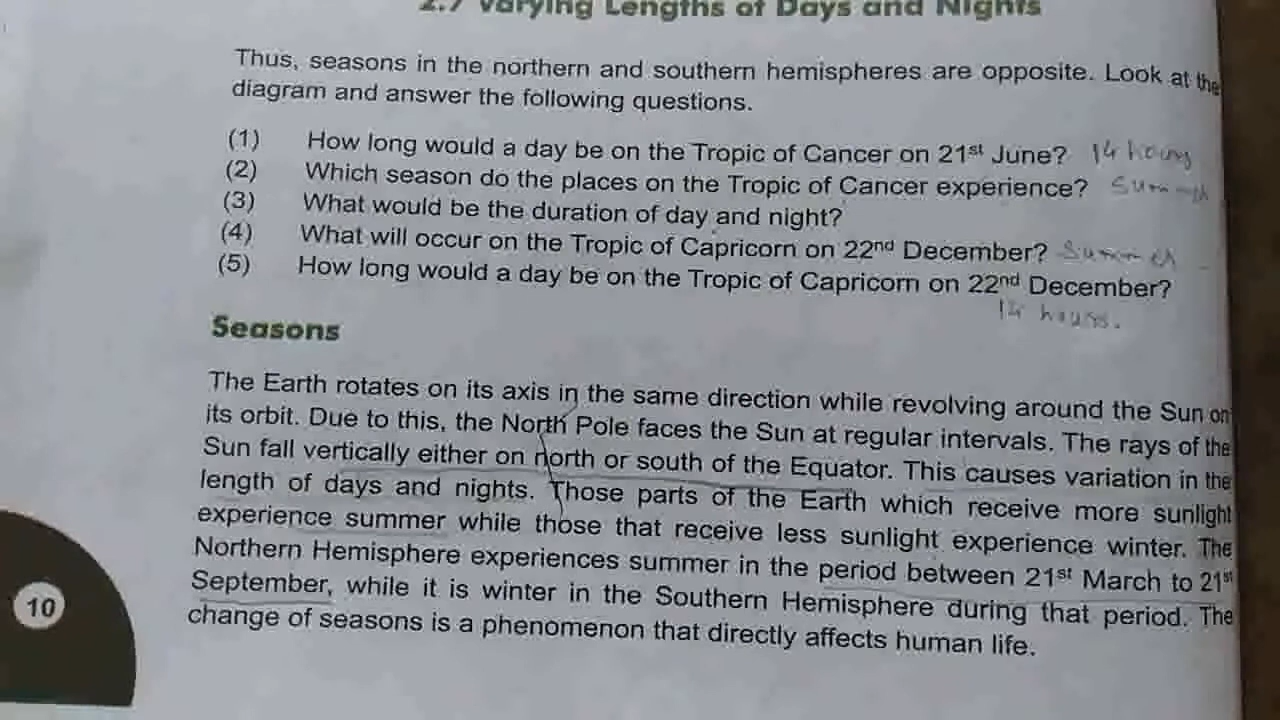 2.7 Varying Lengths of Days and Nights
Thus, seasons in the northern and southern hemispheres are opposite. Look at the
diagram and answer the following questions.
(1) How long would a day be on the Tropic of Cancer on 21st June? 14 hours
(2) Which season do the places on the Tropic of Cancer experience? Summer
(3) What would be the duration of day and night?
(4) What will occur on the Tropic of Capricorn on 22nd December? Summer
(5) How long would a day be on the Tropic of Capricorn on 22nd December?
14 hours.
Seasons
The Earth rotates on its axis in the same direction while revolving around the Sun on
its orbit. Due to this, the North Pole faces the Sun at regular intervals. The rays of the
Sun fall vertically either on north or south of the Equator. This causes variation in the
length of days and nights. Those parts of the Earth which receive more sunlight
experience summer while those that receive less sunlight experience winter. The
Northern Hemisphere experiences summer in the period between 21st March to 21st
September, while it is winter in the Southern Hemisphere during that period. The
change of seasons is a phenomenon that directly affects human life.
10